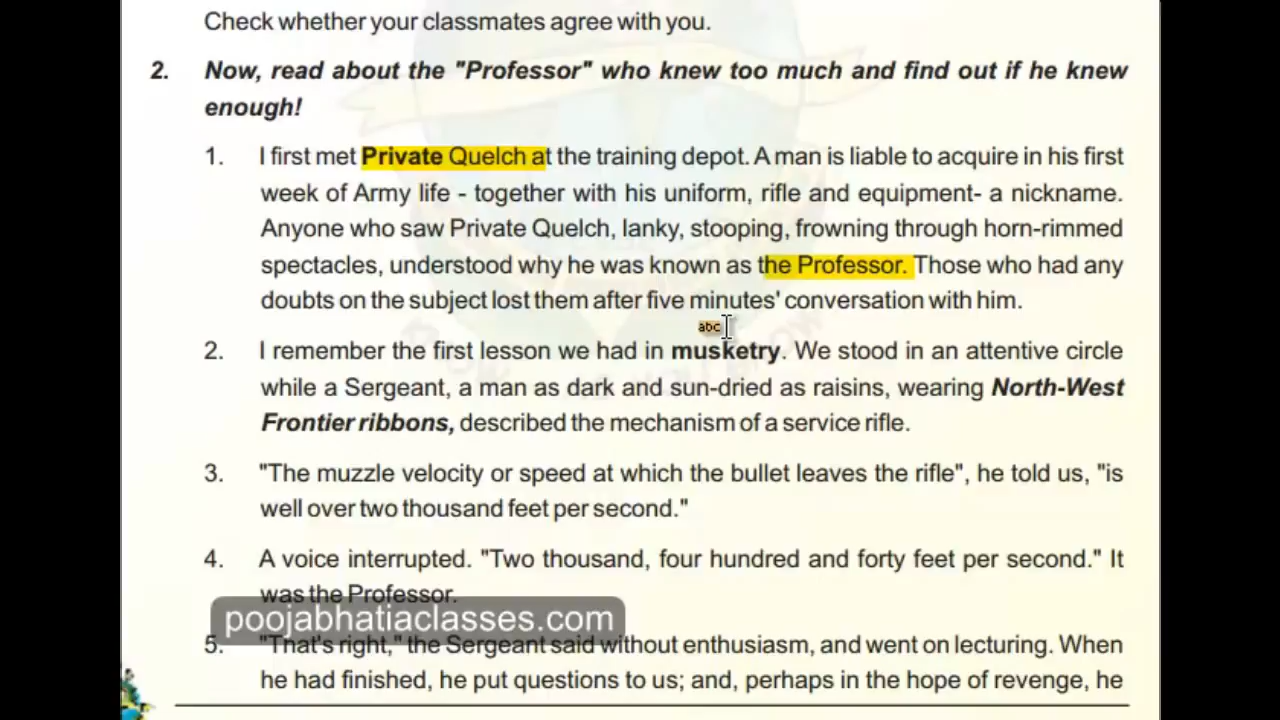 Check whether your classmates agree with you.
2. Now, read about the "Professor" who knew too much and find out if he knew
enough!
1. I first met Private Quelch at the training depot. A man is liable to acquire in his first
week of Army life - together with his uniform, rifle and equipment- a nickname.
Anyone who saw Private Quelch, lanky, stooping, frowning through horn-rimmed
spectacles, understood why he was known as the Professor. Those who had any
doubts on the subject lost them after five minutes' conversation with him.
abc
2. I remember the first lesson we had in musketry. We stood in an attentive circle
while a Sergeant, a man as dark and sun-dried as raisins, wearing North-West
Frontier ribbons, described the mechanism of a service rifle.
3. "The muzzle velocity or speed at which the bullet leaves the rifle", he told us, "is
well over two thousand feet per second."
4. A voice interrupted. "Two thousand, four hundred and forty feet per second." It
was the Professor.
poojabhatiaclasses.com
5. "That's right," the Sergeant said without enthusiasm, and went on lecturing. When
he had finished, he put questions to us; and, perhaps in the hope of revenge, he